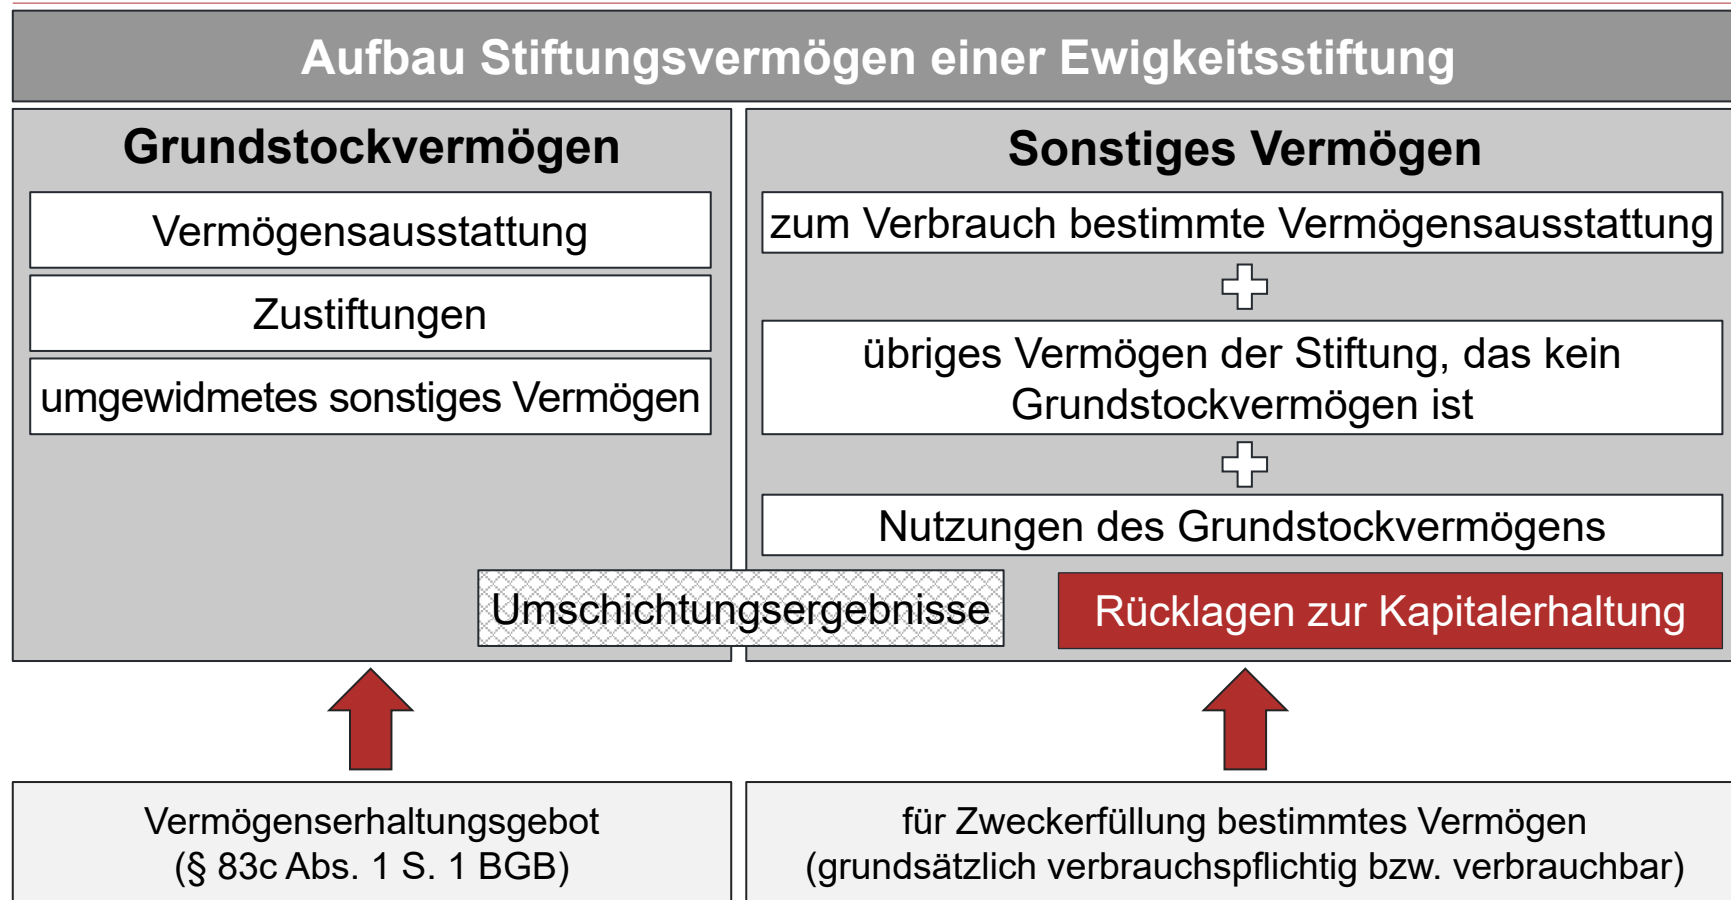 Aufbau Stiftungsvermögen einer Ewigkeitsstiftung
Grundstockvermögen
Vermögensausstattung
Zustiftungen
umgewidmetes sonstiges Vermögen
Sonstiges Vermögen
zum Verbrauch bestimmte Vermögensausstattung
übriges Vermögen der Stiftung, das kein
Grundstockvermögen ist
Nutzungen des Grundstockvermögens
Umschichtungsergebnisse
Rücklagen zur Kapitalerhaltung
Vermögenserhaltungsgebot
(§ 83c Abs. 1 S. 1 BGB)
für Zweckerfüllung bestimmtes Vermögen
(grundsätzlich verbrauchspflichtig bzw. verbrauchbar)